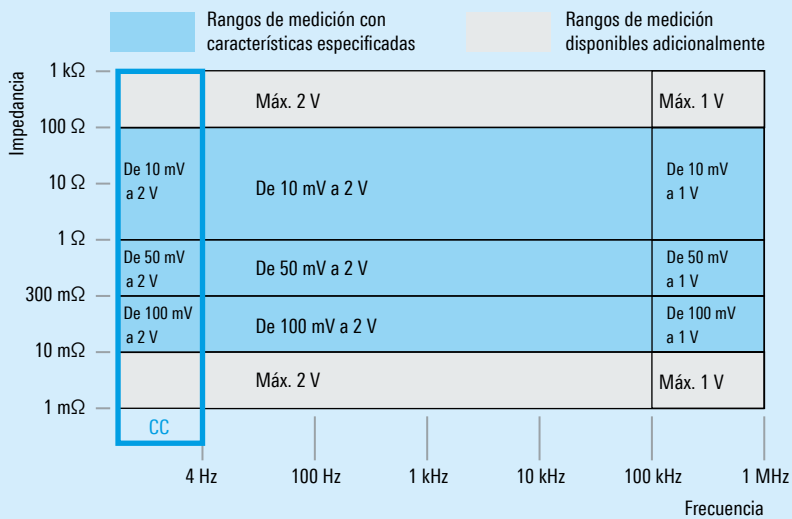 Rangos de medición con
características especificadas
Rangos de medición
disponibles adicionalmente
Impedancia
1 kΩ
Máx. 2 V
Máx. 1 V
100 Ω
De 10 mV
a 2 V
De 10 mV a 2 V
De 10 mV
a 1 V
10 Ω
1 Ω
De 50 mV
a 2 V
De 50 mV a 2 V
De 50 mV
a 1 V
300 mΩ
De 100 mV
a 2 V
De 100 mV a 2 V
De 100 mV
a 1 V
10 mΩ
Máx. 2 V
Máx. 1 V
1 mΩ
CC
4 Hz
100 Hz
1 kHz
10 kHz
100 kHz
1 MHz
Frecuencia